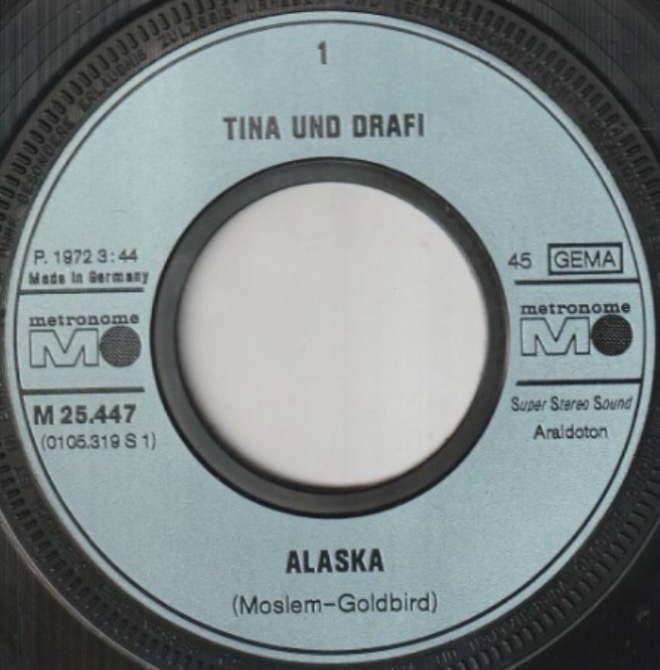 1
TINA UND DRAFI
P. 1972 3:44
Made in Germany
45 GEMA
metronome
metronome
M 25.447
(0105.319 S 1)
Super Stereo Sound
Araldoton
ALASKA
(Moslem-Goldbird)